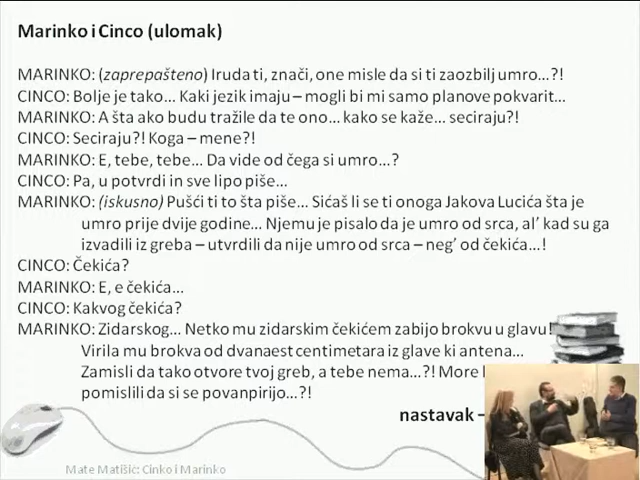 Marinko i Cinco (ulomak)
MARINKO: (zaprepašteno) Iruda ti, znači, one misle da si ti zaozbilj umro...?!
CINCO: Bolje je tako... Kaki jezik imaju – mogli bi mi samo planove pokvarit...
MARINKO: A šta ako budu tražile da te ono... kako se kaže... seciraju?!
CINCO: Seciraju?! Koga – mene?!
MARINKO: E, tebe, tebe... Da vide od čega si umro...?
CINCO: Pa, u potvrdi in sve lipo piše...
MARINKO: (iskusno) Pušći ti to šta piše... Sićaš li se ti onoga Jakova Lucića šta je
umro prije dvije godine... Njemu je pisalo da je umro od srca, al’ kad su ga
izvadili iz greba – utvrdili da nije umro od srca – neg’ od čekića...!
CINCO: Čekića?
MARINKO: E, e čekića...
CINCO: Kakvog čekića?
MARINKO: Zidarskog... Netko mu zidarskim čekićem zabijo brokvu u glavu!
Virila mu brokva od dvanaest centimetara iz glave ki antena...
Zamisli da tako otvore tvoj greb, a tebe nema...?! More
pomislili da si se povanpirijo...?!
nastavak –
Mate Matišić: Cinko i Marinko